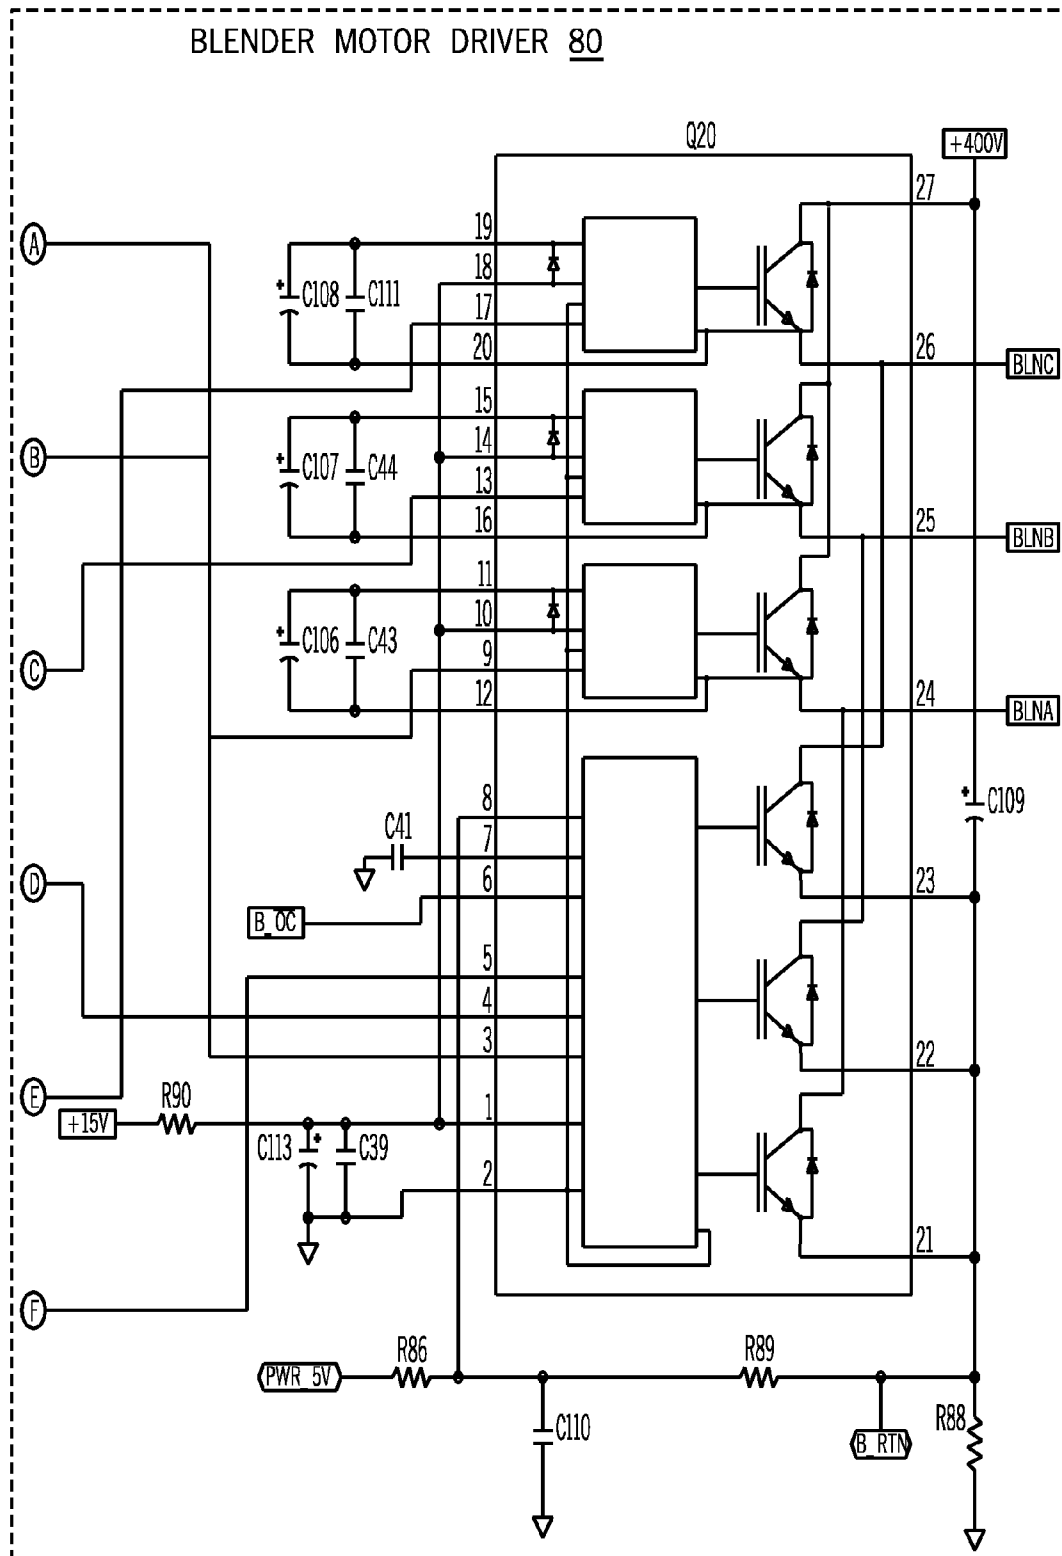 BLENDER MOTOR DRIVER 80
Q20
+400V
27
19
A
18
C108
C111
17
20
26
BLNC
15
14
B
C107
C44
13
16
25
BLNB
11
10
C106
C43
9
C
12
24
BLNA
8
C41
7
C109
6
D
23
B_OC
5
4
3
22
E
R90
1
+15V
C113
C39
2
21
F
R86
R89
PWR_5V
C110
B_RTN
R88